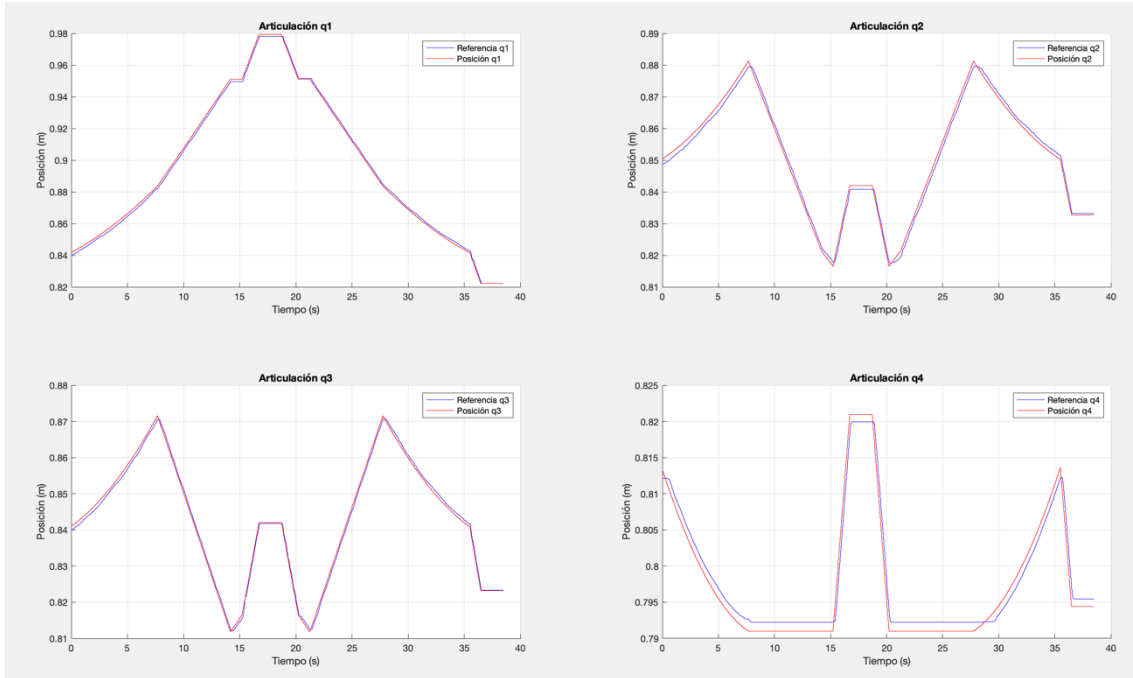 Articulación q1
Referencia q1
Posición q1
Posición (m)
0.98
0.96
0.94
0.92
0.9
0.88
0.86
0.84
0.82
0 5 10 15 20 25 30 35 40
Tiempo (s)
Articulación q2
Referencia q2
Posición q2
Posición (m)
0.89
0.88
0.87
0.86
0.85
0.84
0.83
0.82
0.81
0 5 10 15 20 25 30 35 40
Tiempo (s)
Articulación q3
Referencia q3
Posición q3
Posición (m)
0.88
0.87
0.86
0.85
0.84
0.83
0.82
0.81
0 5 10 15 20 25 30 35 40
Tiempo (s)
Articulación q4
Referencia q4
Posición q4
Posición (m)
0.825
0.82
0.815
0.81
0.805
0.8
0.795
0.79
0 5 10 15 20 25 30 35 40
Tiempo (s)